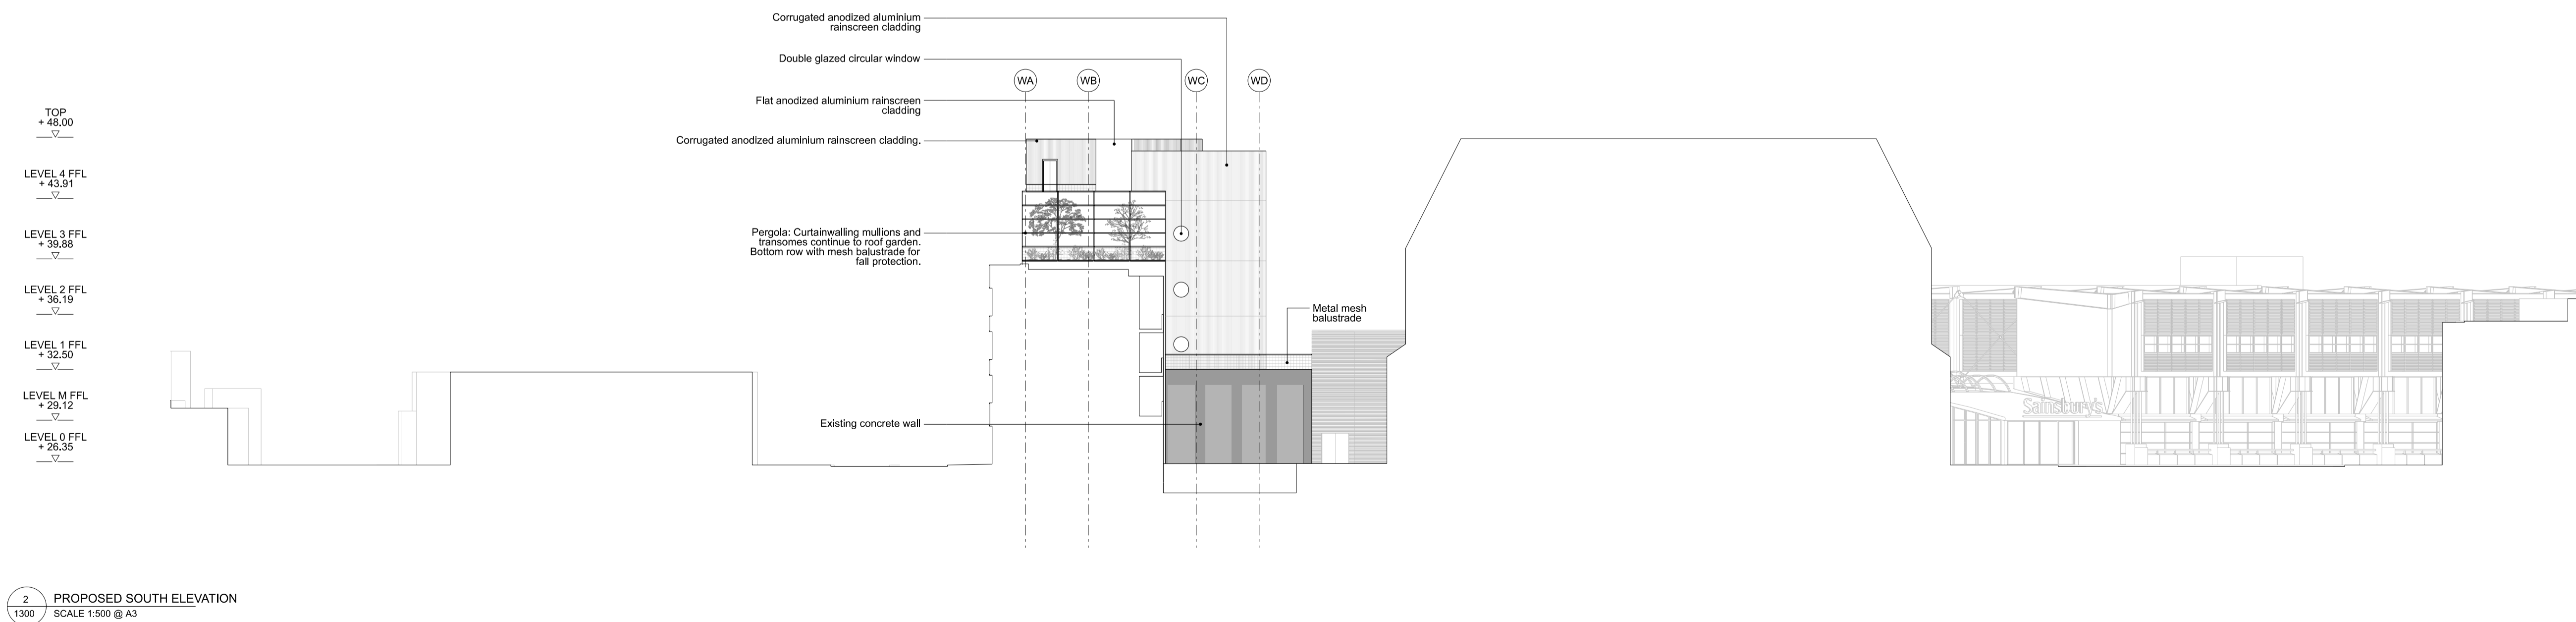 Corrugated anodized aluminium
rainscreen cladding
Double glazed circular window
WA
WB
WC
WD
Flat anodized aluminium rainscreen
cladding
TOP
+ 48.00
Corrugated anodized aluminium rainscreen cladding.
LEVEL 4 FFL
+ 43.91
LEVEL 3 FFL
+ 39.88
Pergola: Curtainwalling mullions and
transomes continue to roof garden.
Bottom row with mesh balustrade for
fall protection.
LEVEL 2 FFL
+ 36.19
Metal mesh
balustrade
LEVEL 1 FFL
+ 32.50
LEVEL M FFL
+ 29.12
Sainsbury's
Existing concrete wall
LEVEL 0 FFL
+ 26.35
2
1300
PROPOSED SOUTH ELEVATION
SCALE 1:500 @ A3